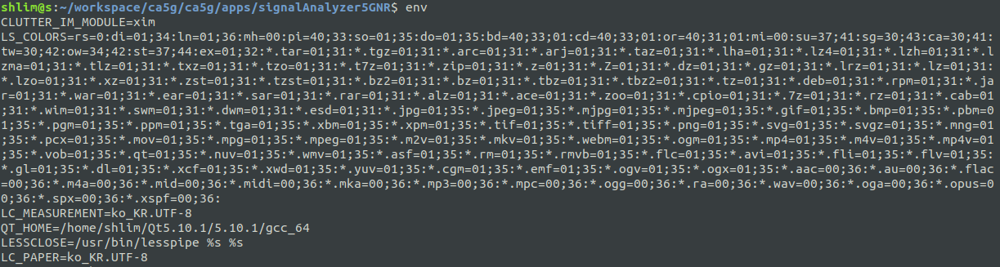 shlim@s:~/workspace/ca5g/ca5g/apps/signalAnalyzer5GNR$ env
CLUTTER_IM_MODULE=xim
LS_COLORS=rs=0:di=01;34:ln=01;36:mh=00:pi=40;33:so=01;35:do=01;35:bd=40;33;01:cd=40;33;01:or=40;31;01:mi=00:su=37;41:sg=30;43:ca=30;41:
tw=30;42:ow=34;42:st=37;44:ex=01;32:*.tar=01;31:*.tgz=01;31:*.arc=01;31:*.arj=01;31:*.taz=01;31:*.lha=01;31:*.lz4=01;31:*.lzh=01;31:*.l
zma=01;31:*.tlz=01;31:*.txz=01;31:*.tzo=01;31:*.t7z=01;31:*.zip=01;31:*.z=01;31:*.Z=01;31:*.dz=01;31:*.gz=01;31:*.lrz=01;31:*.lz=01;31
:*.lzo=01;31:*.xz=01;31:*.zst=01;31:*.tzst=01;31:*.bz2=01;31:*.bz=01;31:*.tbz=01;31:*.tbz2=01;31:*.tz=01;31:*.deb=01;31:*.rpm=01;31:*.ja
r=01;31:*.war=01;31:*.ear=01;31:*.sar=01;31:*.rar=01;31:*.alz=01;31:*.ace=01;31:*.zoo=01;31:*.cpio=01;31:*.7z=01;31:*.rz=01;31:*.cab=01
;31:*.wim=01;31:*.swm=01;31:*.dwm=01;31:*.esd=01;31:*.jpg=01;35:*.jpeg=01;35:*.mjpg=01;35:*.mjpeg=01;35:*.gif=01;35:*.bmp=01;35:*.pbm=0
1;35:*.pgm=01;35:*.ppm=01;35:*.tga=01;35:*.xbm=01;35:*.xpm=01;35:*.tif=01;35:*.tiff=01;35:*.png=01;35:*.svg=01;35:*.svgz=01;35:*.mng=01
;35:*.pcx=01;35:*.mov=01;35:*.mpg=01;35:*.mpeg=01;35:*.m2v=01;35:*.mkv=01;35:*.webm=01;35:*.ogm=01;35:*.mp4=01;35:*.m4v=01;35:*.mp4v=01
;35:*.vob=01;35:*.qt=01;35:*.nuv=01;35:*.wmv=01;35:*.asf=01;35:*.rm=01;35:*.rmvb=01;35:*.flc=01;35:*.avi=01;35:*.fli=01;35:*.flv=01;35:
*.gl=01;35:*.dl=01;35:*.xcf=01;35:*.xwd=01;35:*.yuv=01;35:*.cgm=01;35:*.emf=01;35:*.ogv=01;35:*.ogx=01;35:*.aac=00;36:*.au=00;36:*.flac
=00;36:*.m4a=00;36:*.mid=00;36:*.midi=00;36:*.mka=00;36:*.mp3=00;36:*.mpc=00;36:*.ogg=00;36:*.ra=00;36:*.wav=00;36:*.oga=00;36:*.opus=0
0;36:*.spx=00;36:*.xspf=00;36:
LC_MEASUREMENT=ko_KR.UTF-8
QT_HOME=/home/shlim/Qt5.10.1/5.10.1/gcc_64
LESSCLOSE=/usr/bin/lesspipe %s %s
LC_PAPER=ko_KR.UTF-8